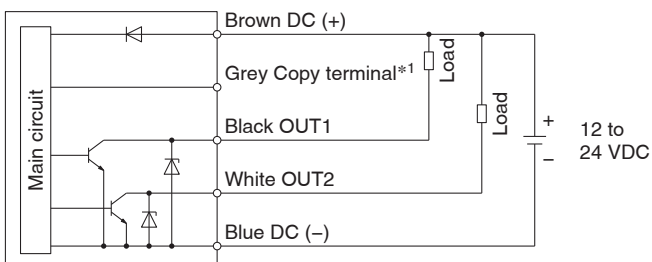 Brown DC (+)
Grey Copy terminal*1
Load
Load
Main circuit
Black OUT1
+
12 to
24 VDC
−
White OUT2
Blue DC (−)